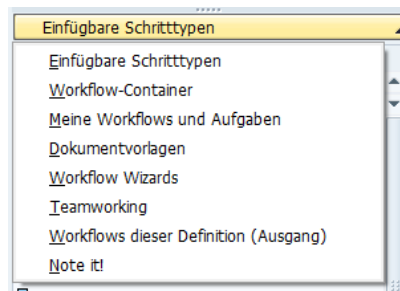 Einfügbare Schritttypen
Einfügbare Schritttypen
Workflow-Container
Meine Workflows und Aufgaben
Dokumentvorlagen
Workflow Wizards
Teamworking
Workflows dieser Definition (Ausgang)
Note it!